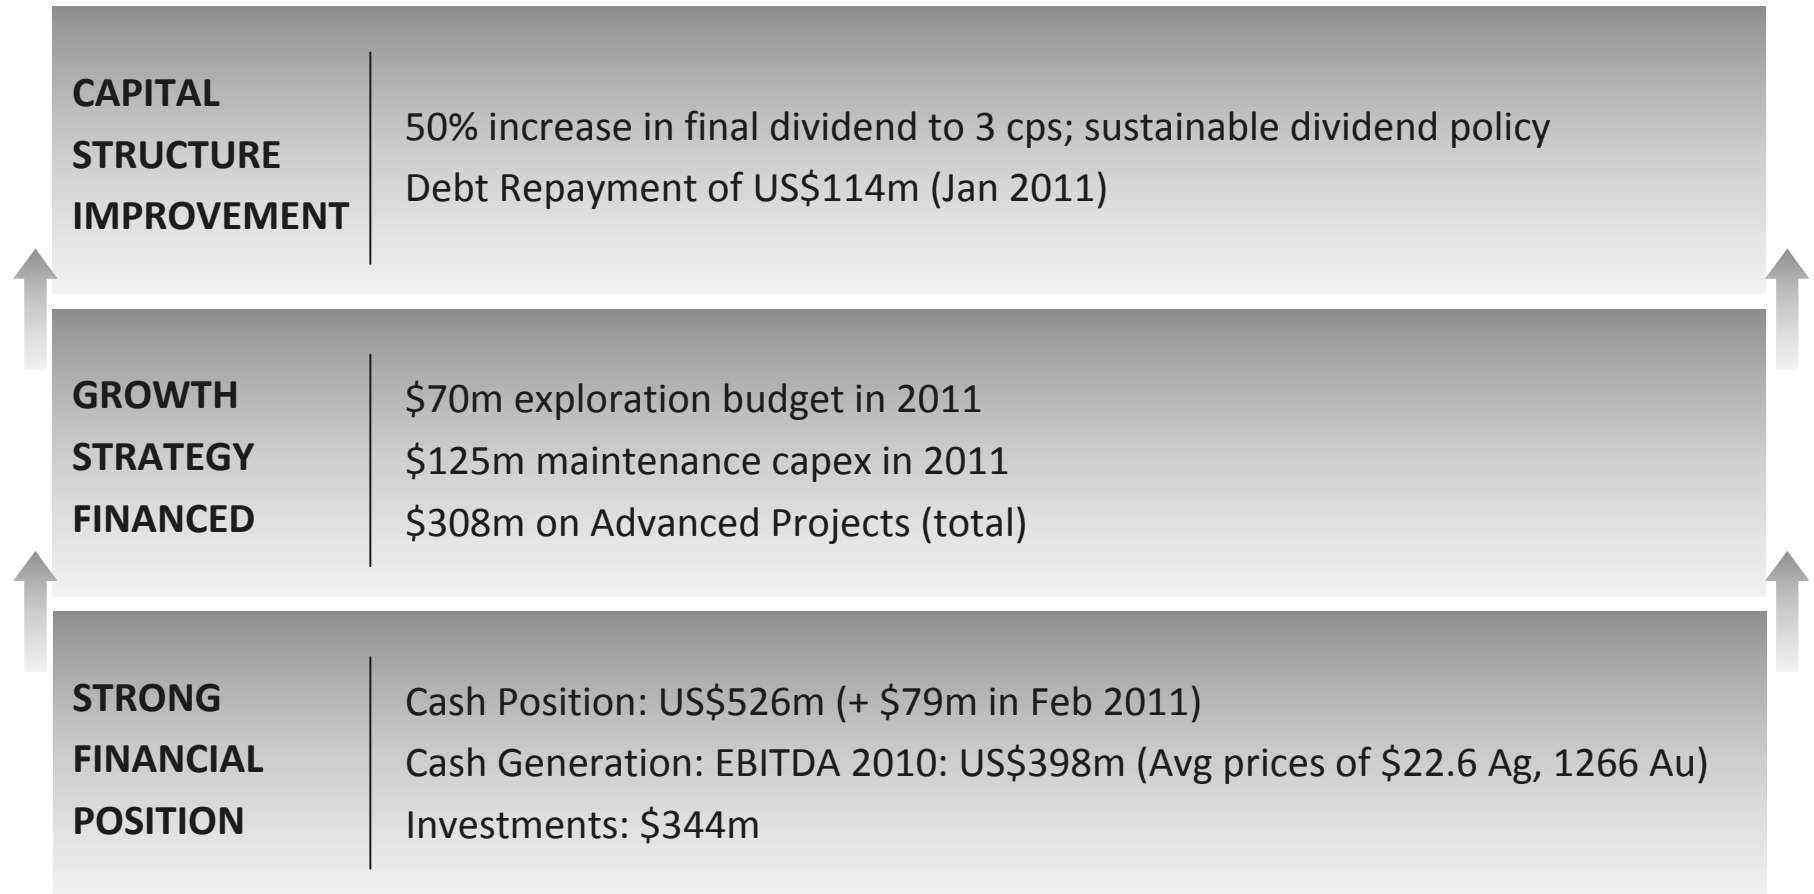 CAPITAL
STRUCTURE
IMPROVEMENT
50% increase in final dividend to 3 cps; sustainable dividend policy
Debt Repayment of US$114m (Jan 2011)
GROWTH
STRATEGY
FINANCED
$70m exploration budget in 2011
$125m maintenance capex in 2011
$308m on Advanced Projects (total)
STRONG
FINANCIAL
POSITION
Cash Position: US$526m (+ $79m in Feb 2011)
Cash Generation: EBITDA 2010: US$398m (Avg prices of $22.6 Ag, 1266 Au)
Investments: $344m